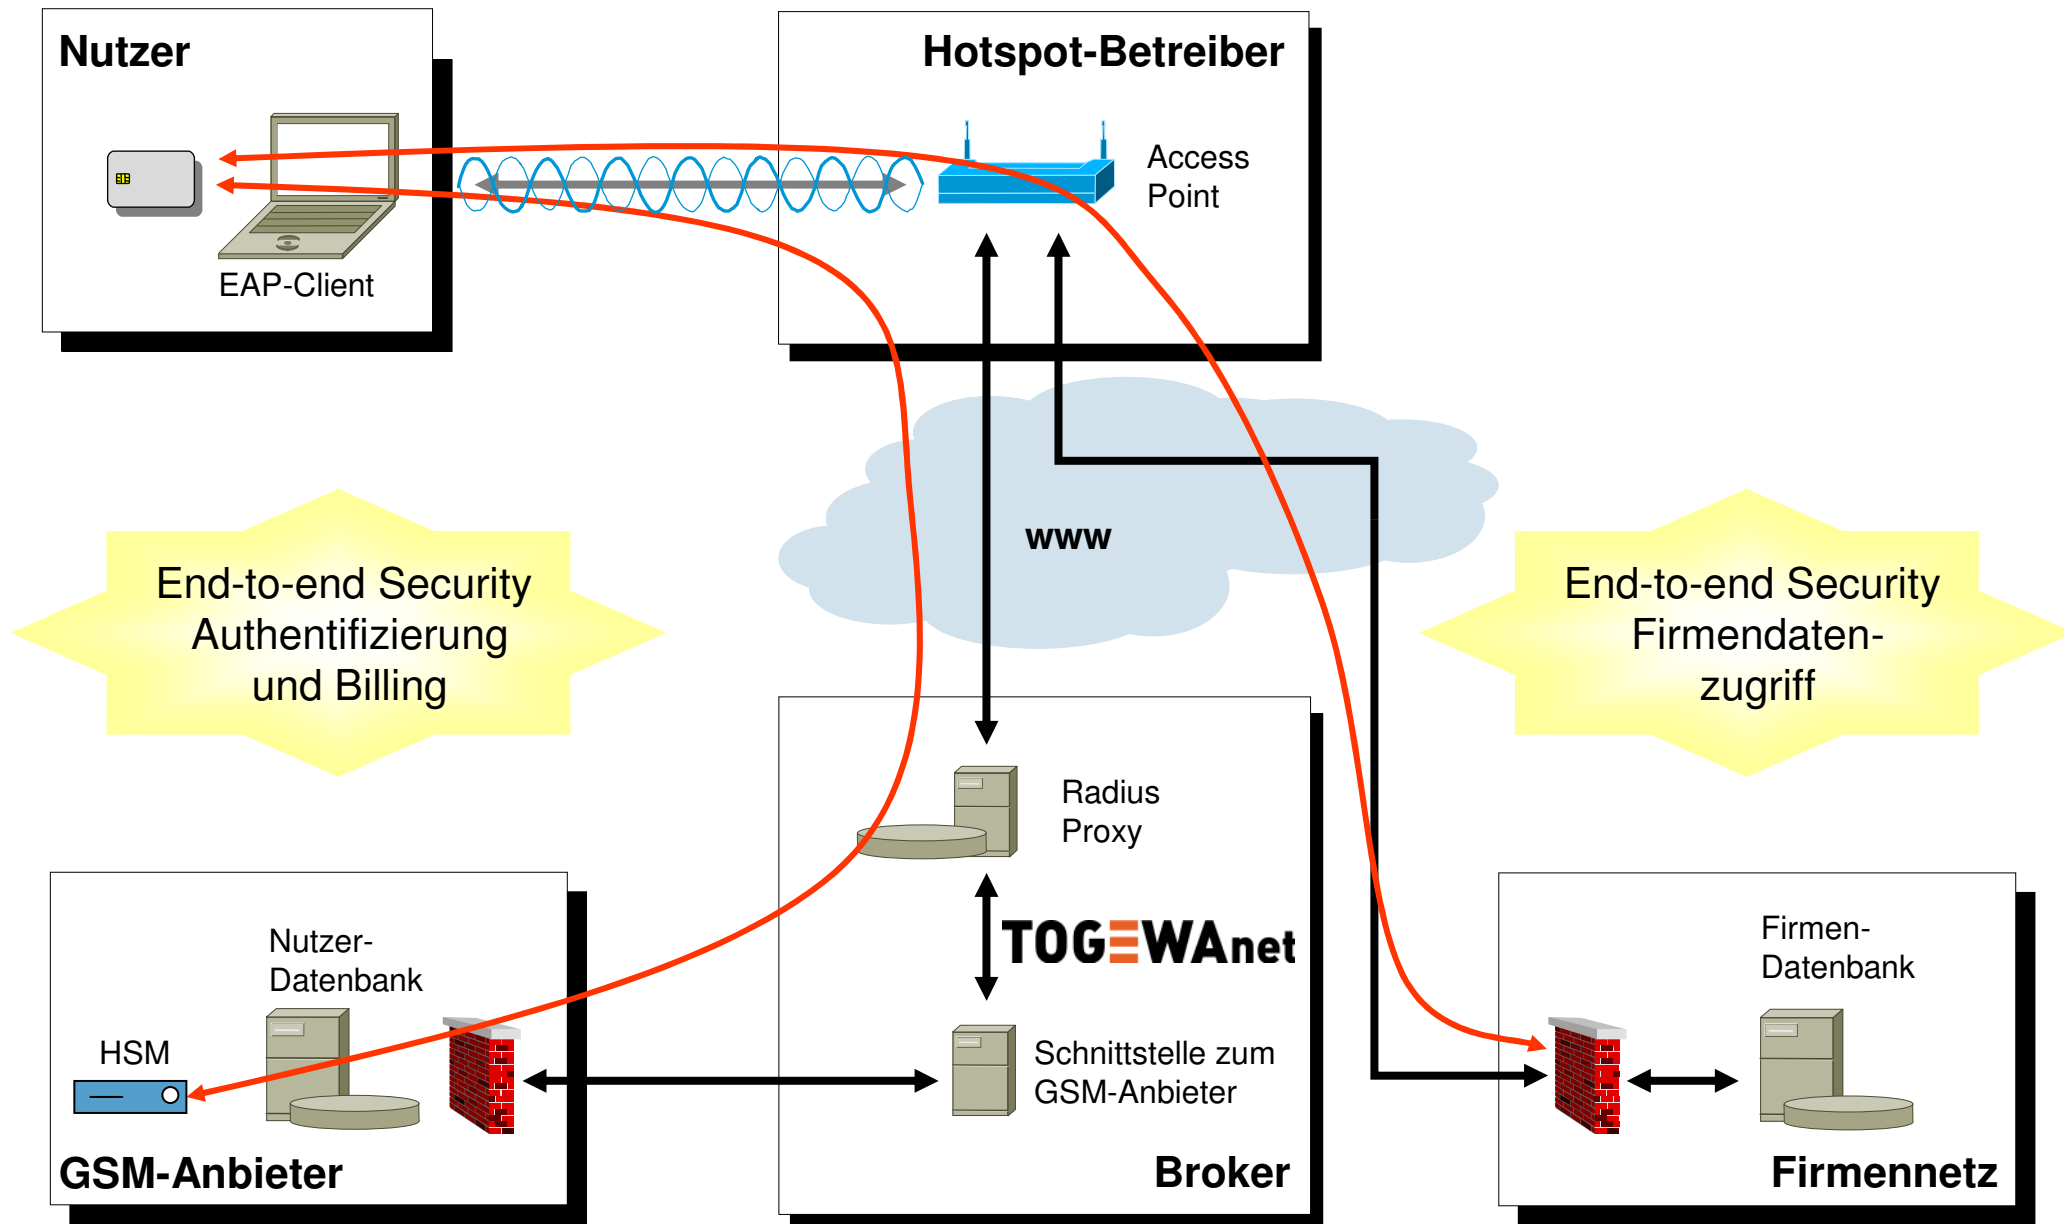 Nutzer
EAP-Client
Hotspot-Betreiber
Access
Point
www
End-to-end Security
Authentifizierung
und Billing
End-to-end Security
Firmendaten-
zugriff
Radius
Proxy
TOGEWAnet
Schnittstelle zum
GSM-Anbieter
Broker
Nutzer-
Datenbank
HSM
GSM-Anbieter
Firmen-
Datenbank
Firmennetz